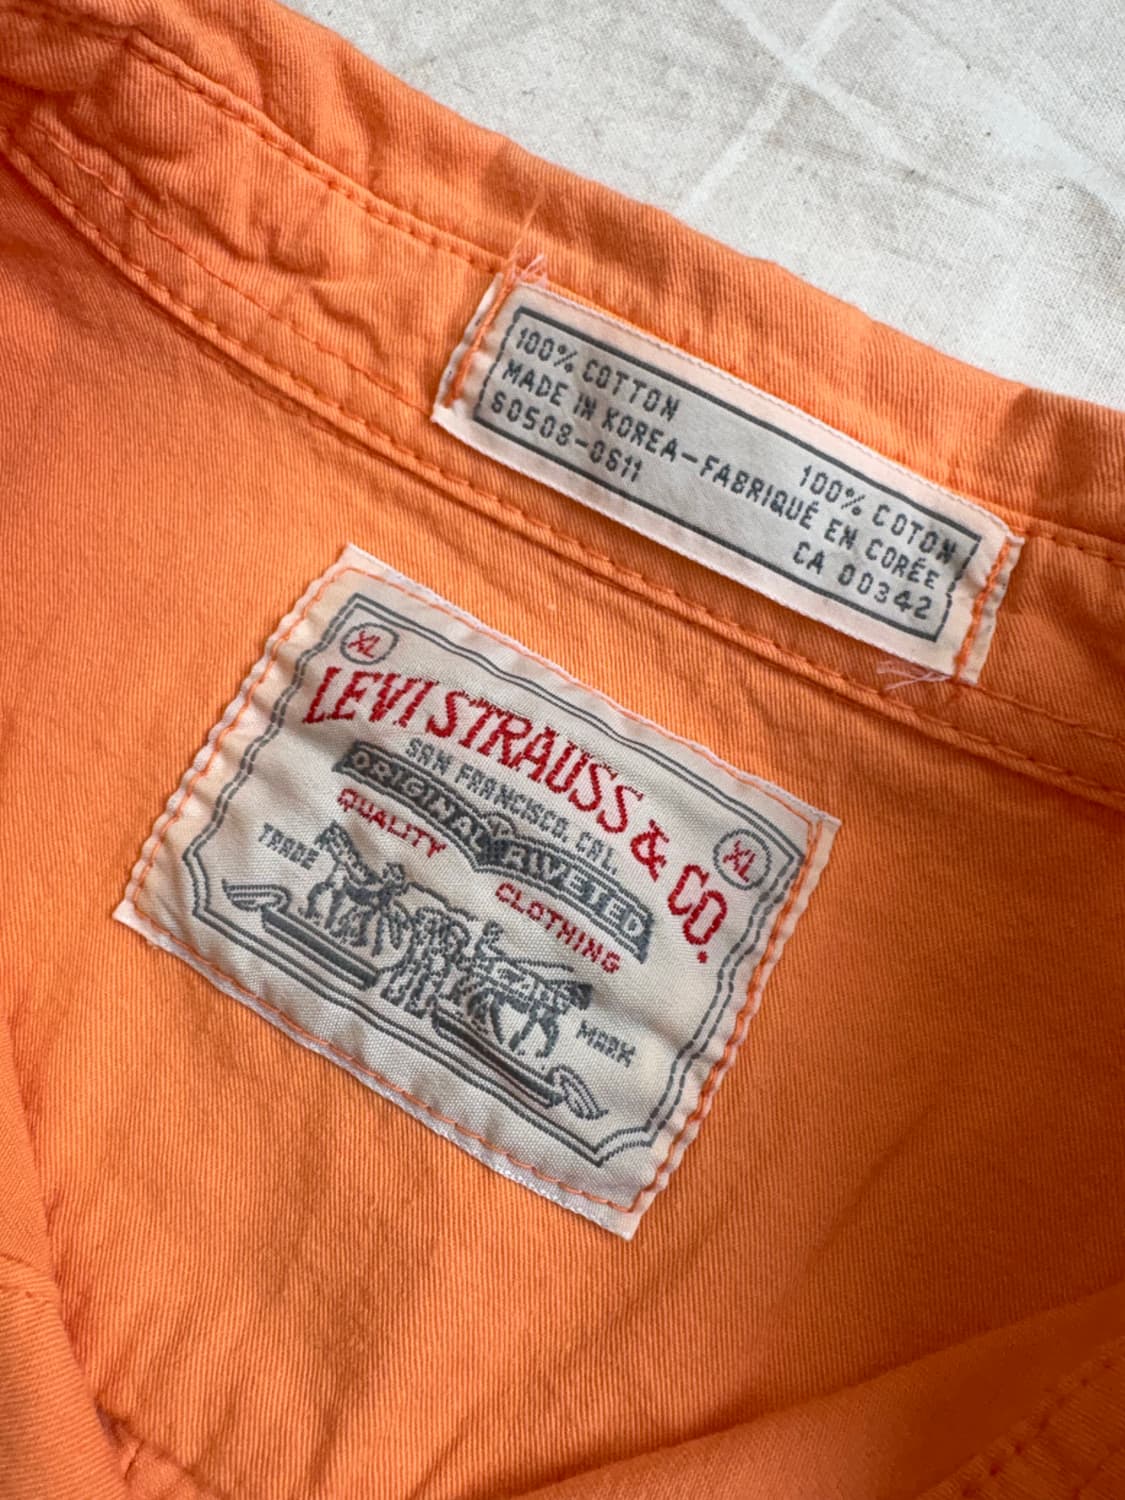 100% COTTON
100% COTON
MADE IN KOREA-FABRIQUÉ EN CORÉE
S0508-0611
CA 00342
XL
XL
LEVI STRAUSS & CO.
SAN FRANCISCO, CAL.
ORIGINAL RIVETED
QUALITY CLOTHING
TRADE MARK